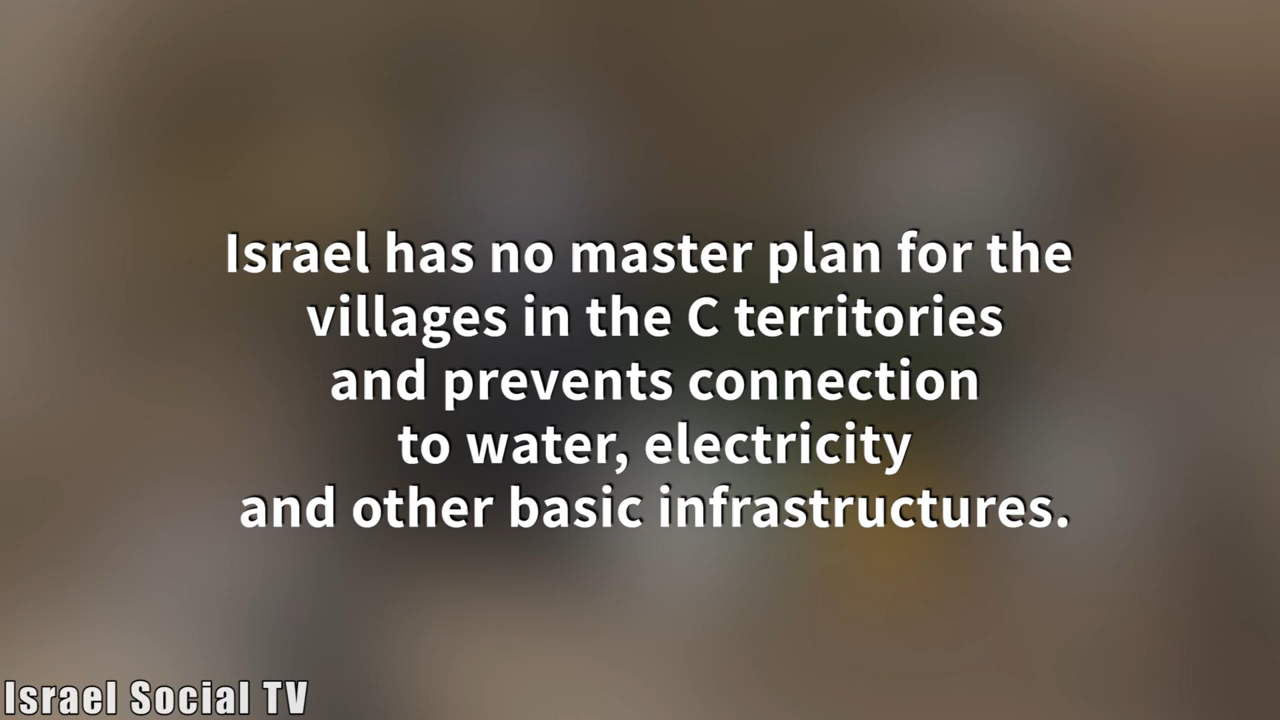 Israel has no master plan for the
villages in the C territories
and prevents connection
to water, electricity
and other basic infrastructures.
Israel Social TV